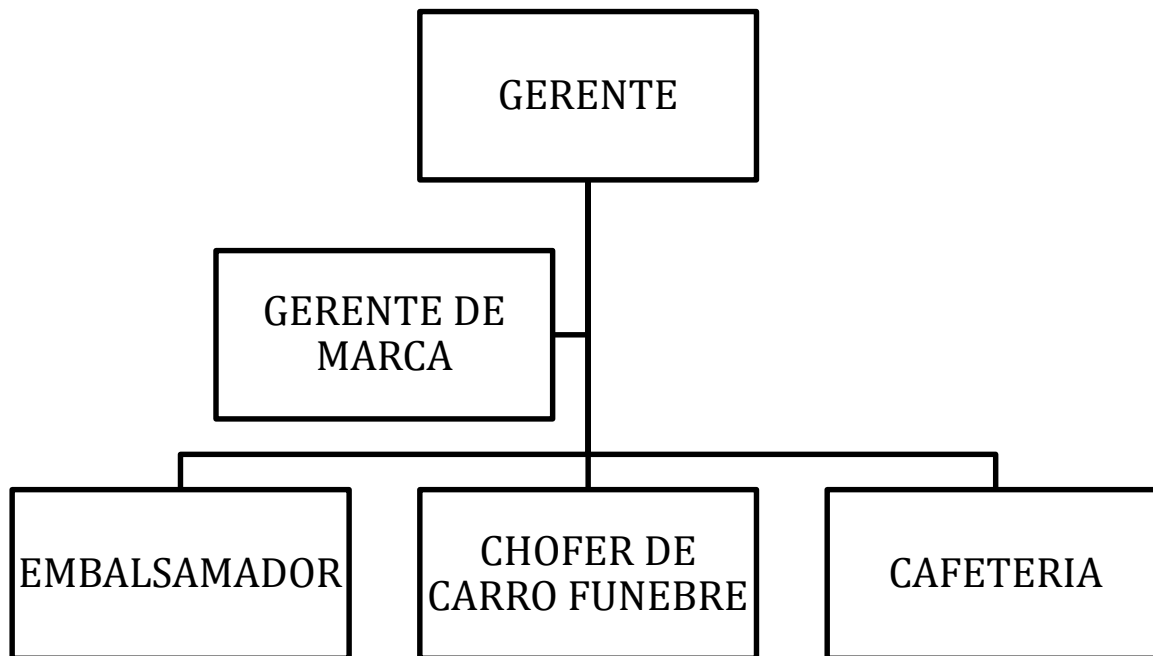 GERENTE
GERENTE DE
MARCA
EMBALSAMADOR
CHOFER DE
CARRO FUNEBRE
CAFETERIA